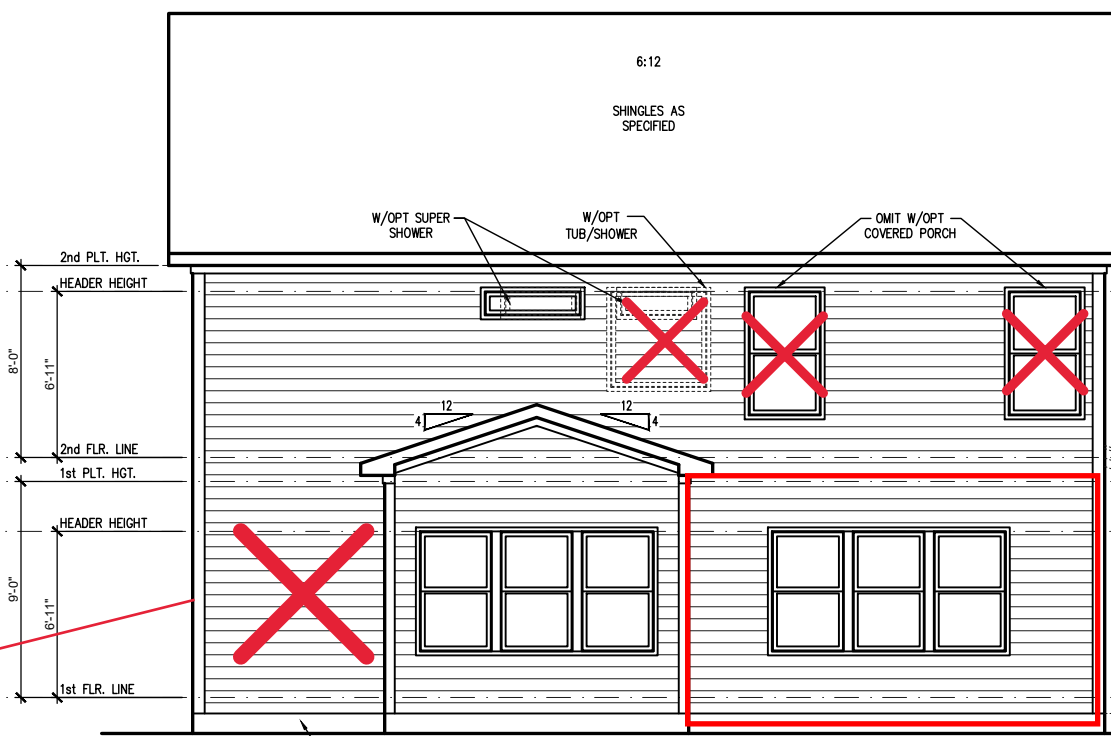 6:12
SHINGLES AS
SPECIFIED
W/OPT SUPER
SHOWER
W/OPT
TUB/SHOWER
OMIT W/OPT
COVERED PORCH
2nd PLT. HGT.
HEADER HEIGHT
8'-0"
6'-11"
12
4
12
4
2nd FLR. LINE
1st PLT. HGT.
HEADER HEIGHT
9'-0"
6'-11"
1st FLR. LINE